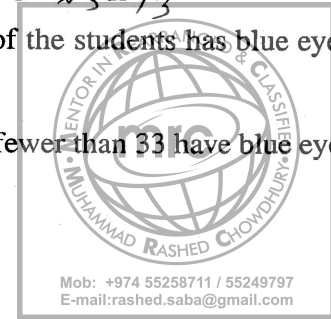 of the students has blue eye
fewer than 33 have blue eye
MENTOR IN
&
mrc
MUHAMMAD RASHED CHOWDHURY
Mob: +974 55258711 / 55249797
E-mail:rashed.saba@gmail.com